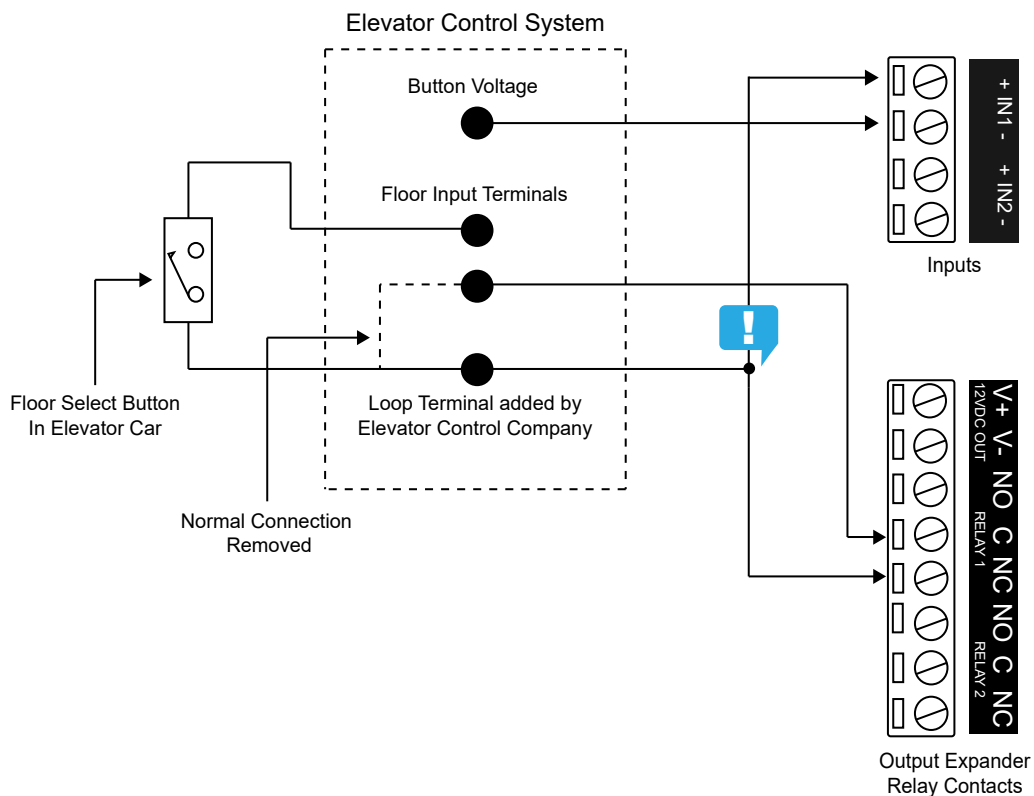 Elevator Control System
Button Voltage
+ IN1 -
+ IN2 -
Floor Input Terminals
Inputs
!
Floor Select Button
In Elevator Car
Loop Terminal added by
Elevator Control Company
Normal Connection
Removed
V+ V- NO C NC NO C NC
12VDC OUT
RELAY 1
RELAY 2
Output Expander
Relay Contacts